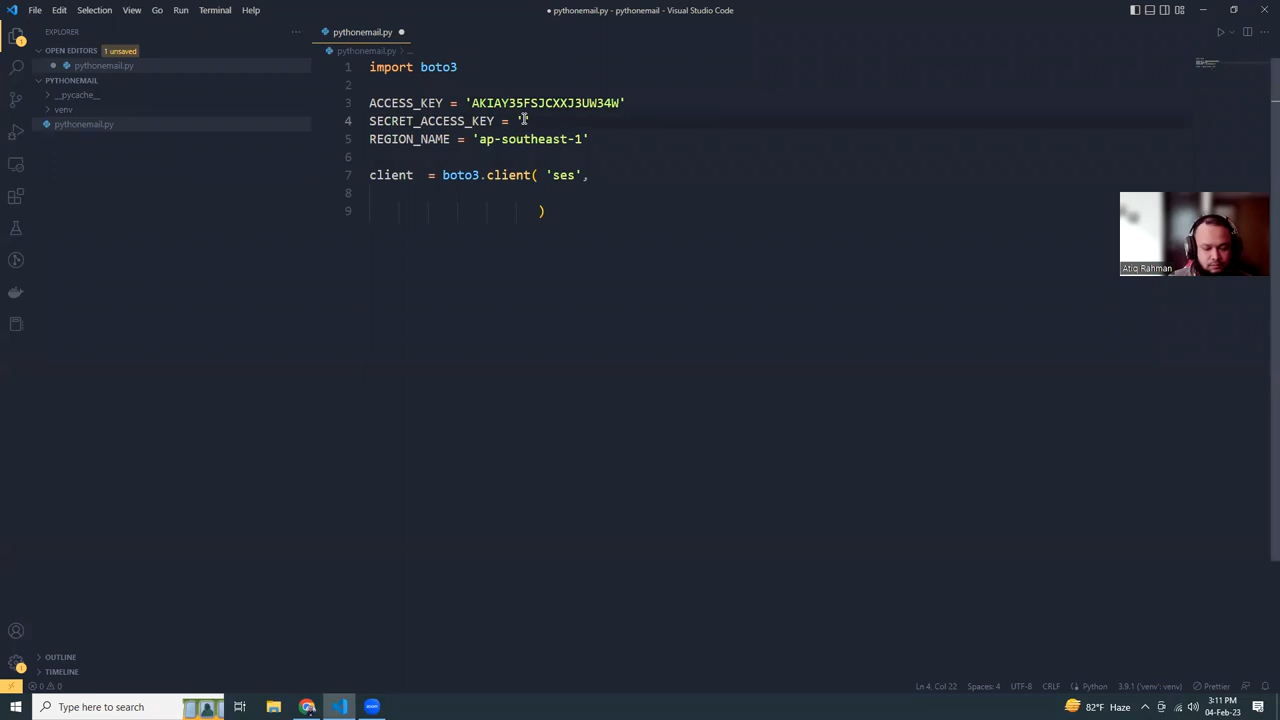 File Edit Selection View Go Run Terminal Help
● pythonemail.py - pythonemail - Visual Studio Code
EXPLORER
OPEN EDITORS 1 unsaved
pythonemail.py
PYTHONEMAIL
__pycache__
venv
pythonemail.py
OUTLINE
TIMELINE
pythonemail.py
pythonemail.py > ...
1 import boto3
2
3 ACCESS_KEY = 'AKIAY35FSJCXXJ3UW34W'
4 SECRET_ACCESS_KEY = '
5 REGION_NAME = 'ap-southeast-1'
6
7 client  = boto3.client( 'ses',
8
9 )
Atiq Rahman
0 0 Ln 4, Col 22 Spaces: 4 UTF-8 CRLF Python 3.9.1 ('venv': venv) Prettier
Type here to search
82°F Haze
3:11 PM
04-Feb-23